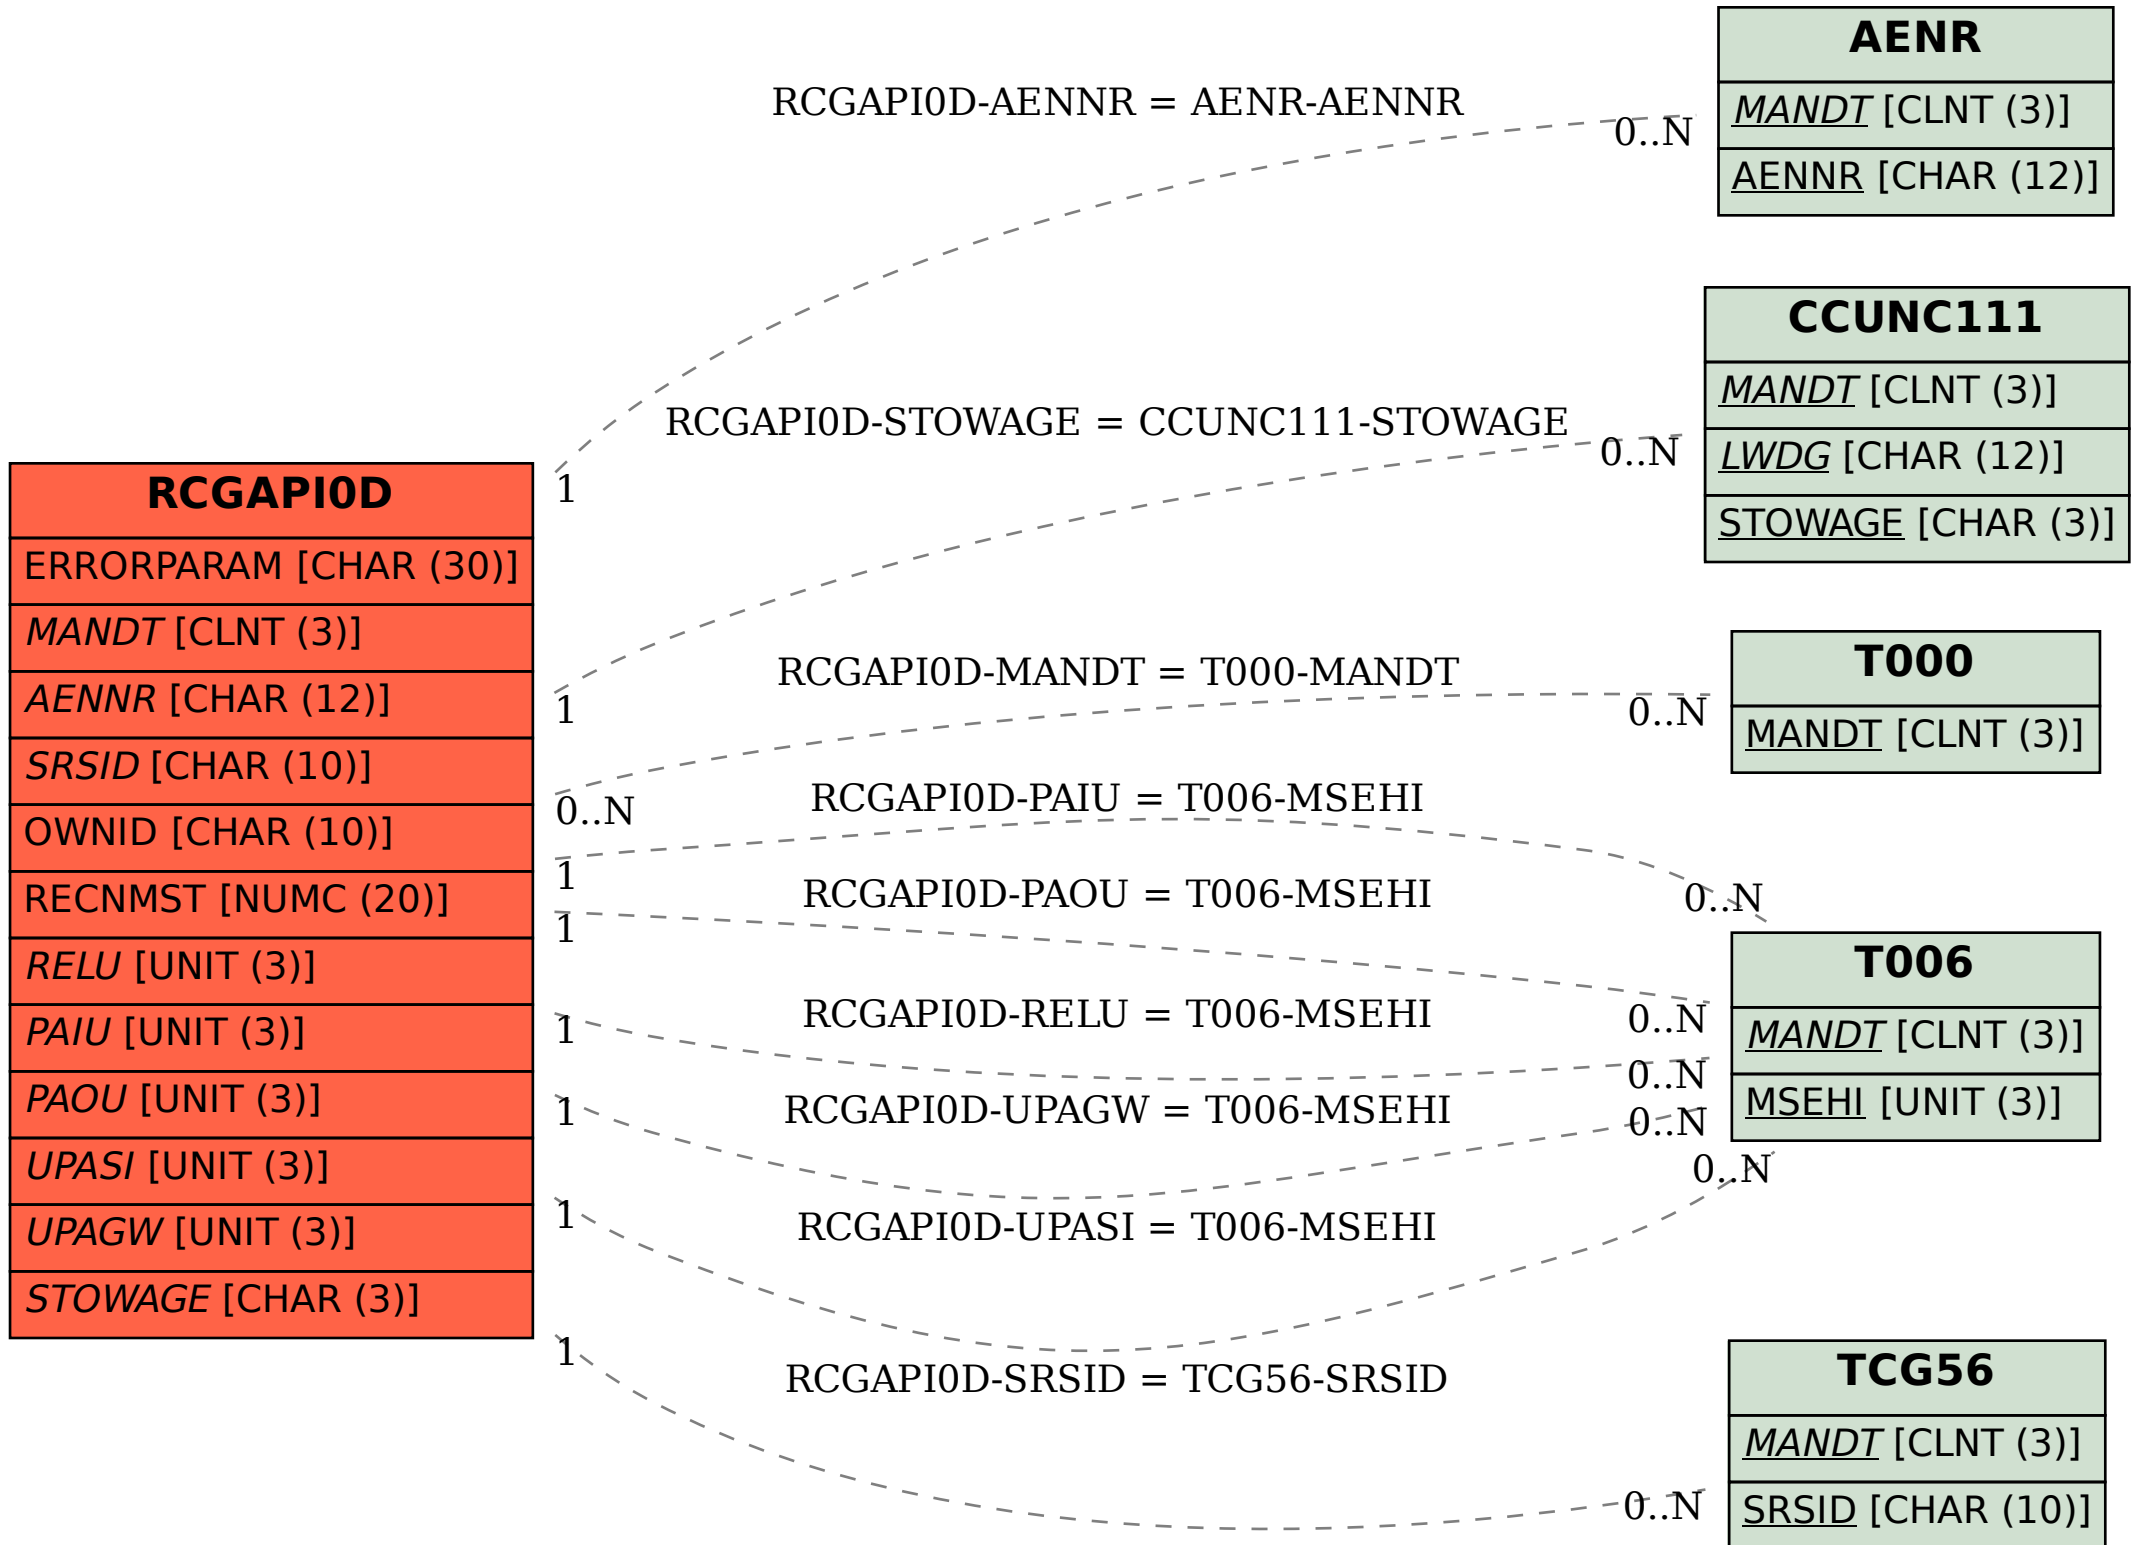 RCGAPI0D
ERRORPARAM [CHAR (30)]
MANDT [CLNT (3)]
AENNR [CHAR (12)]
SRSID [CHAR (10)]
OWNID [CHAR (10)]
RECNMST [NUMC (20)]
RELU [UNIT (3)]
PAIU [UNIT (3)]
PAOU [UNIT (3)]
UPASI [UNIT (3)]
UPAGW [UNIT (3)]
STOWAGE [CHAR (3)]
RCGAPI0D-AENNR = AENR-AENNR
1
0..N
RCGAPI0D-STOWAGE = CCUNC111-STOWAGE
1
0..N
RCGAPI0D-MANDT = T000-MANDT
0..N
0..N
RCGAPI0D-PAIU = T006-MSEHI
1
0..N
RCGAPI0D-PAOU = T006-MSEHI
1
0..N
RCGAPI0D-RELU = T006-MSEHI
1
0..N
RCGAPI0D-UPAGW = T006-MSEHI
1
0..N
RCGAPI0D-UPASI = T006-MSEHI
1
0..N
RCGAPI0D-SRSID = TCG56-SRSID
1
0..N
AENR
MANDT [CLNT (3)]
AENNR [CHAR (12)]
CCUNC111
MANDT [CLNT (3)]
LWDG [CHAR (12)]
STOWAGE [CHAR (3)]
T000
MANDT [CLNT (3)]
T006
MANDT [CLNT (3)]
MSEHI [UNIT (3)]
TCG56
MANDT [CLNT (3)]
SRSID [CHAR (10)]